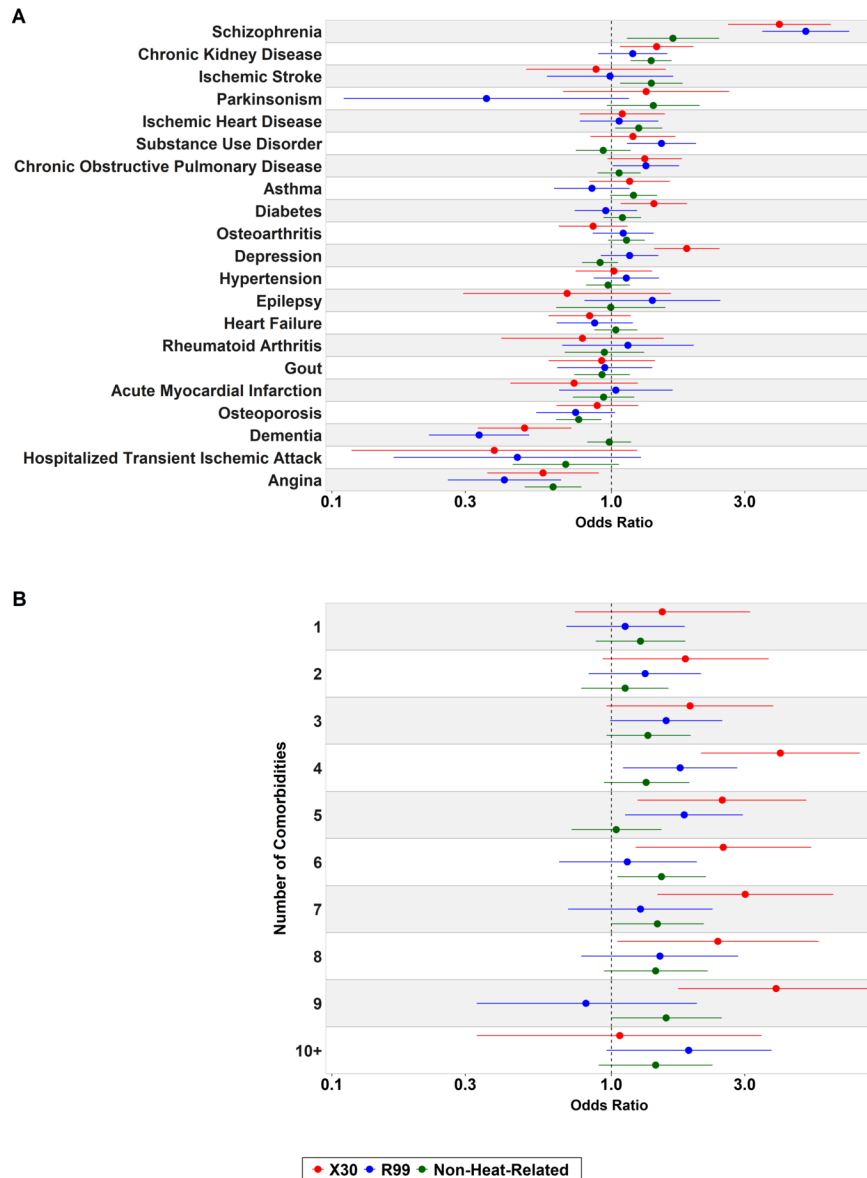 A
Schizophrenia
Chronic Kidney Disease
Ischemic Stroke
Parkinsonism
Ischemic Heart Disease
Substance Use Disorder
Chronic Obstructive Pulmonary Disease
Asthma
Diabetes
Osteoarthritis
Depression
Hypertension
Epilepsy
Heart Failure
Rheumatoid Arthritis
Gout
Acute Myocardial Infarction
Osteoporosis
Dementia
Hospitalized Transient Ischemic Attack
Angina
0.1 0.3 1.0 3.0
Odds Ratio
B
Number of Comorbidities
1
2
3
4
5
6
7
8
9
10+
0.1 0.3 1.0 3.0
Odds Ratio
X30 R99 Non-Heat-Related